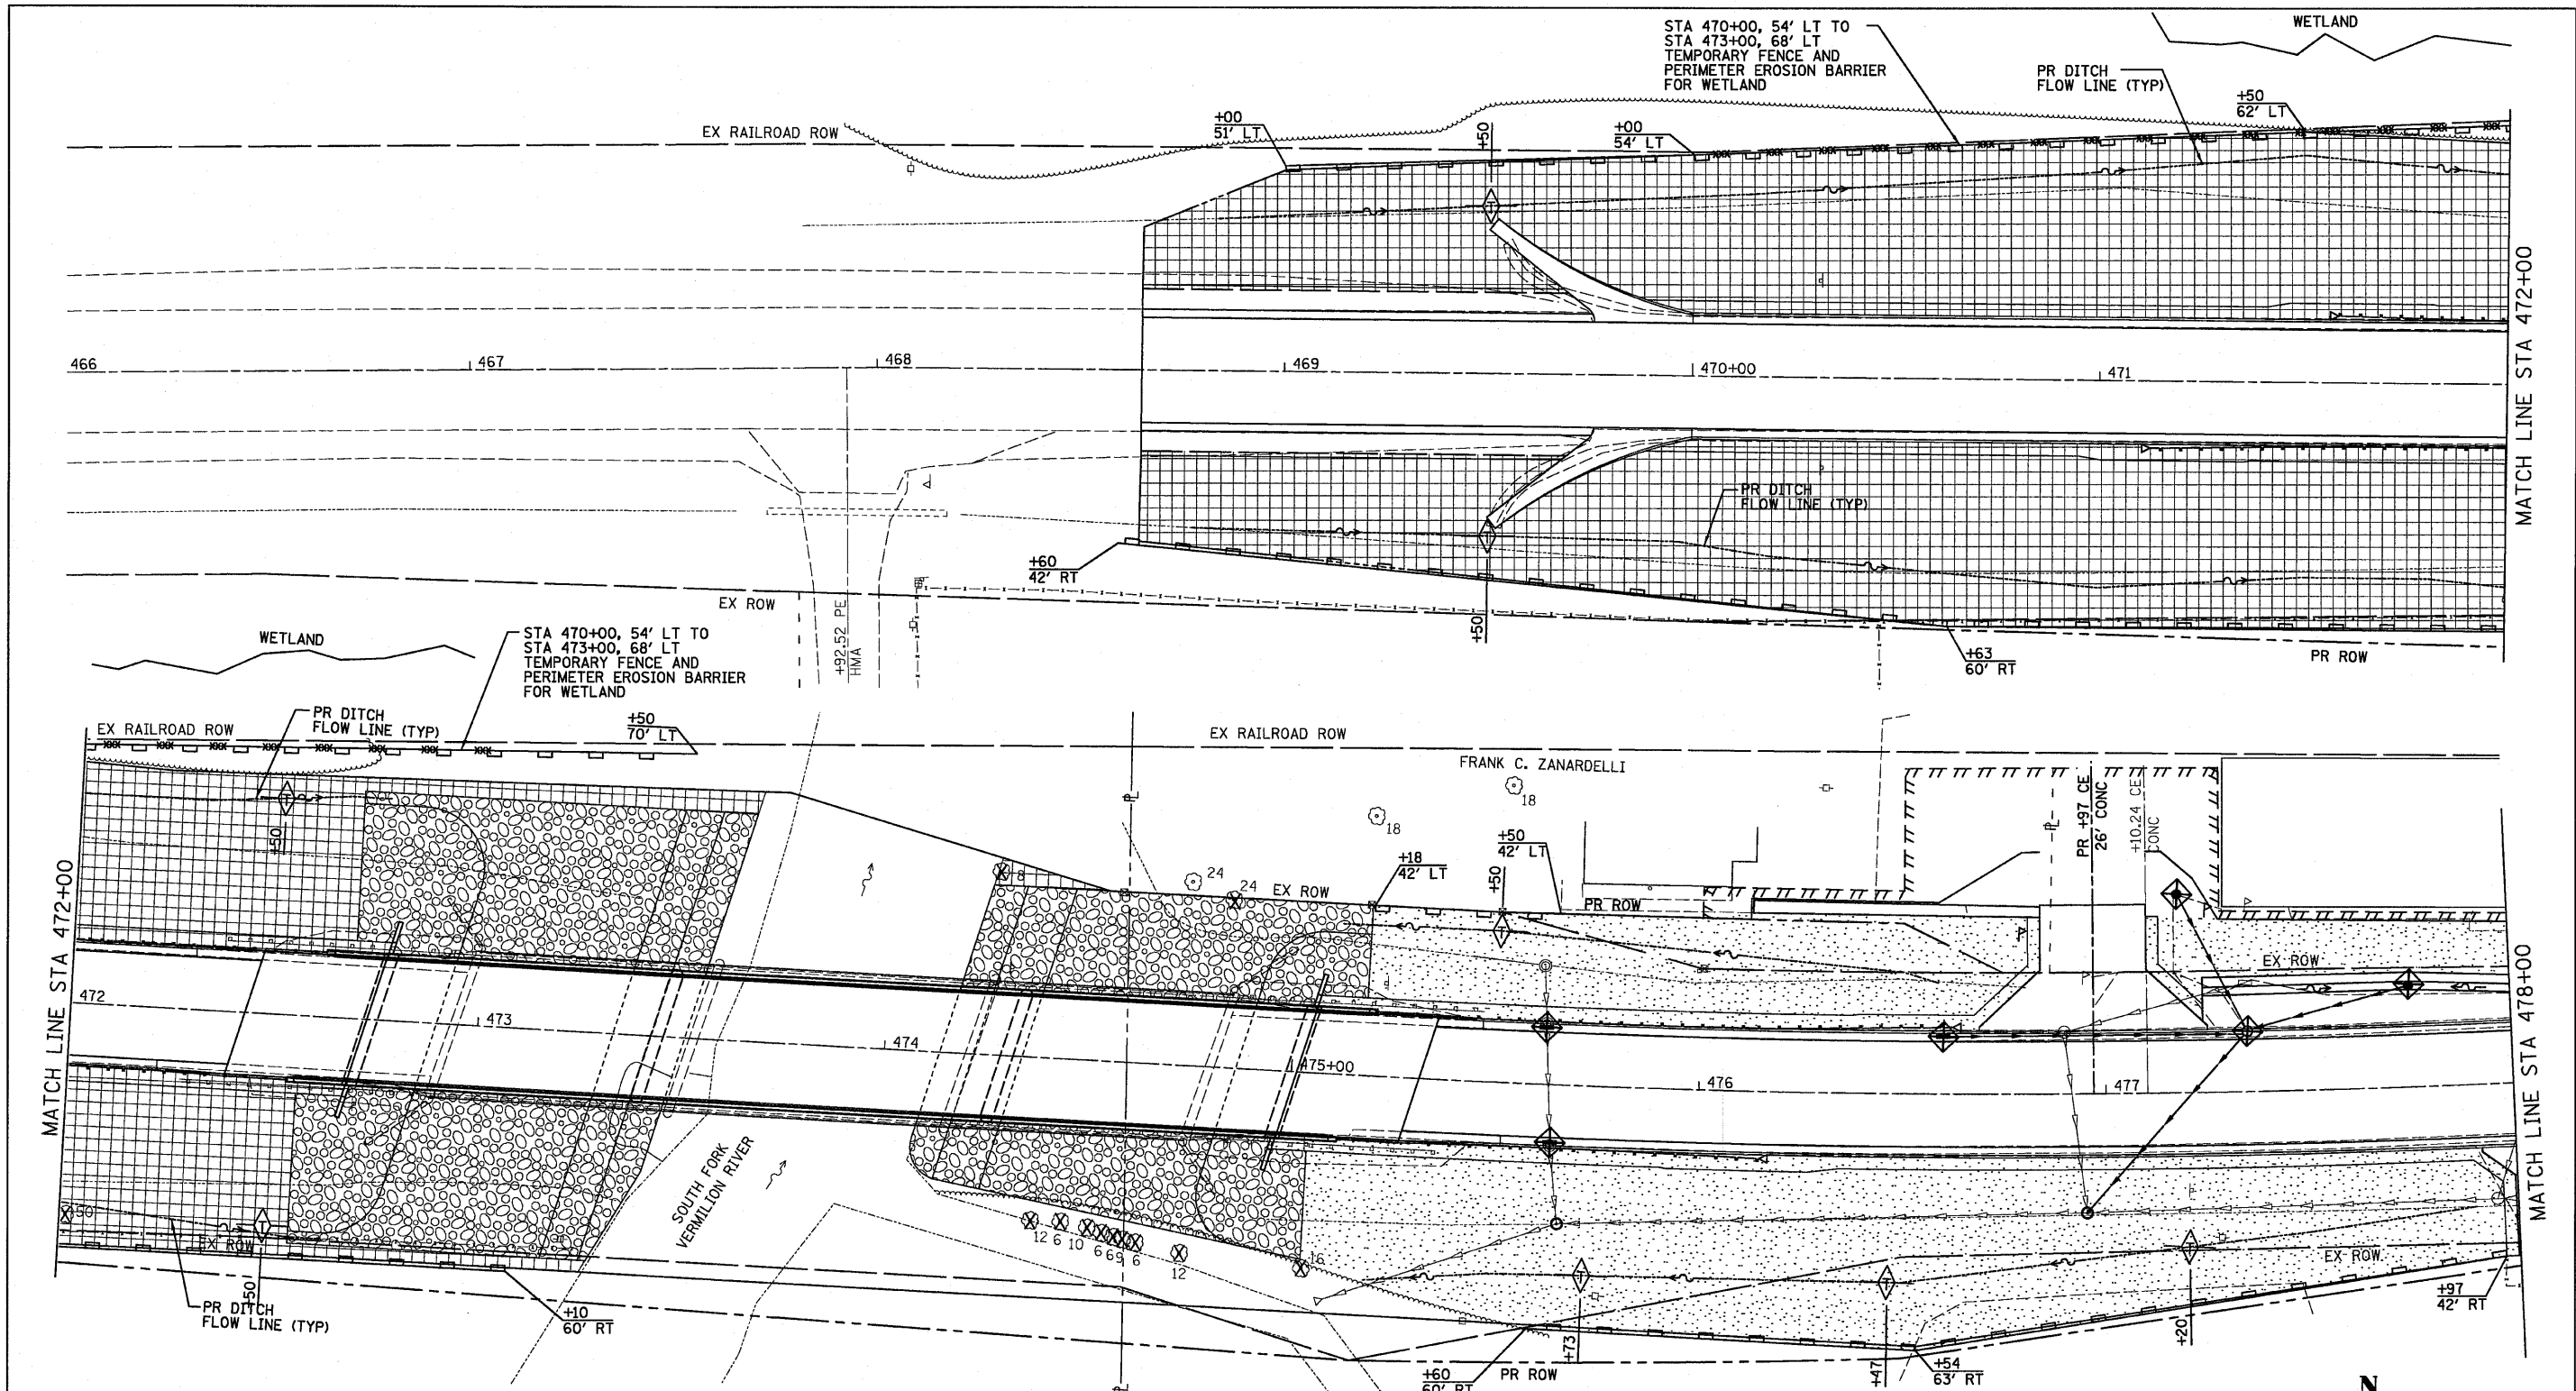 STA 470+00, 54' LT TO
STA 473+00, 68' LT
TEMPORARY FENCE AND
PERIMETER EROSION BARRIER
FOR WETLAND
WETLAND
PR DITCH
FLOW LINE (TYP)
+50
62' LT
EX RAILROAD ROW
+00
51' LT
+50
+00
54' LT
T
MATCH LINE STA 472+00
466
467
468
469
470+00
471
PR DITCH
FLOW LINE (TYP)
T
+60
42' RT
+50
EX ROW
+92.52 PE
HMA
+63
60' RT
PR ROW
WETLAND
STA 470+00, 54' LT TO
STA 473+00, 68' LT
TEMPORARY FENCE AND
PERIMETER EROSION BARRIER
FOR WETLAND
PR DITCH
FLOW LINE (TYP)
EX RAILROAD ROW
+50
70' LT
EX RAILROAD ROW
FRANK C. ZANARDELLI
18
18
T
+50
PL
8
24
24
EX ROW
+18
42' LT
+50
42' LT
+50
T
PR ROW
PL
PR +97 CE
26' CONC
+10.24 CE
CONC
EX ROW
MATCH LINE STA 472+00
472
473
474
475+00
476
477
MATCH LINE STA 478+00
SOUTH FORK
VERMILION RIVER
50
EX ROW
T
+50
PR DITCH
FLOW LINE (TYP)
+10
60' RT
12
6
10
6
6
9
6
12
16
PL
T
+73
T
+47
T
+20
EX ROW
+97
42' RT
+60
60' RT
PR ROW
+54
63' RT
N